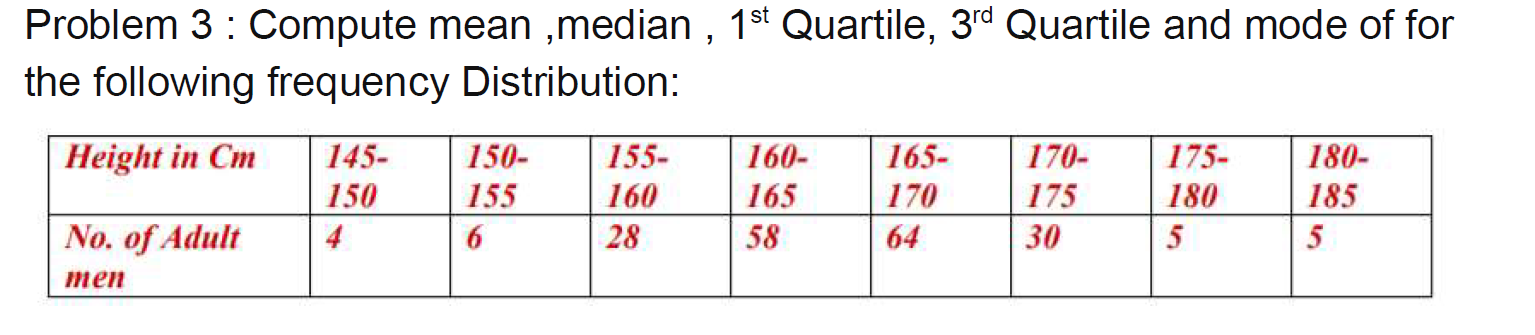 Problem 3 : Compute mean ,median , 1st Quartile, 3rd Quartile and mode of for
the following frequency Distribution:
Height in Cm 145- 150- 155- 160- 165- 170- 175- 180-
150 155 160 165 170 175 180 185
No. of Adult 4 6 28 58 64 30 5 5
men